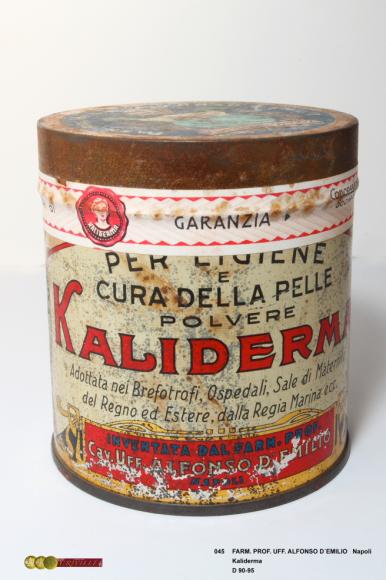 KALIDERMA
GARANZIA
PER L'IGIENE
E
CURA DELLA PELLE
POLVERE
KALIDERMA
Adottata nei Brefotrofi, Ospedali, Sale di
del Regno ed Estere, dalla Regia Marina ecc.
INVENTATA DAL FARM. PROF.
Cav. Uff. ALFONSO D'EMILIO
NAPOLI
045 FARM. PROF. UFF. ALFONSO D´EMILIO Napoli
Kaliderma
D 90-95